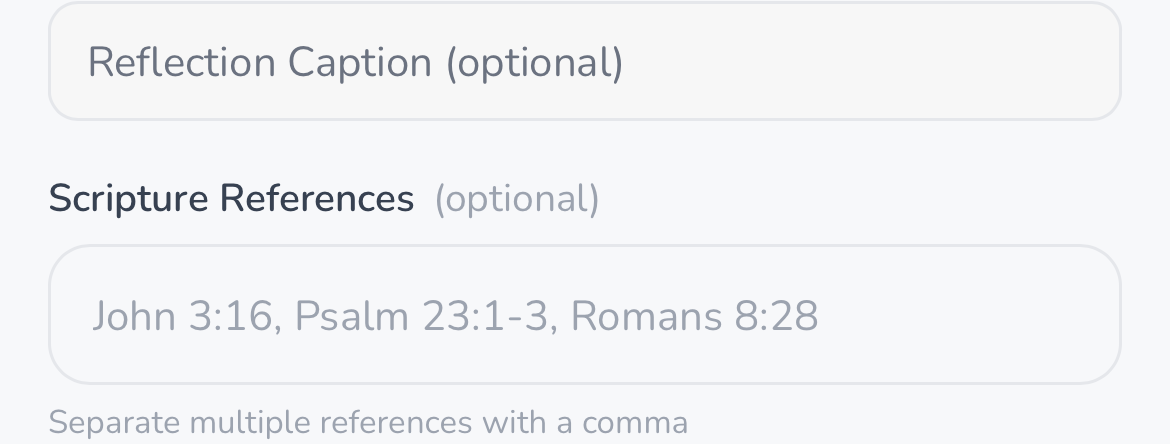 Reflection Caption (optional)
Scripture References (optional)
John 3:16, Psalm 23:1-3, Romans 8:28
Separate multiple references with a comma